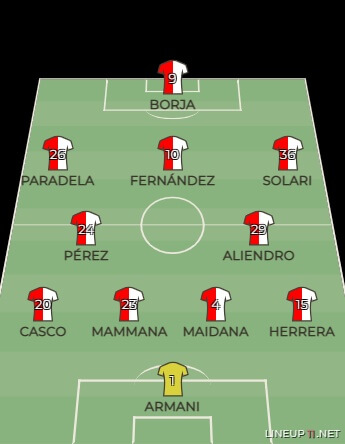 9
BORJA
26 10 36
PARADELA FERNÁNDEZ SOLARI
24 29
PÉREZ ALIENDRO
20 23 4 15
CASCO MAMMANA MAIDANA HERRERA
1
ARMANI
LINEUP11.NET